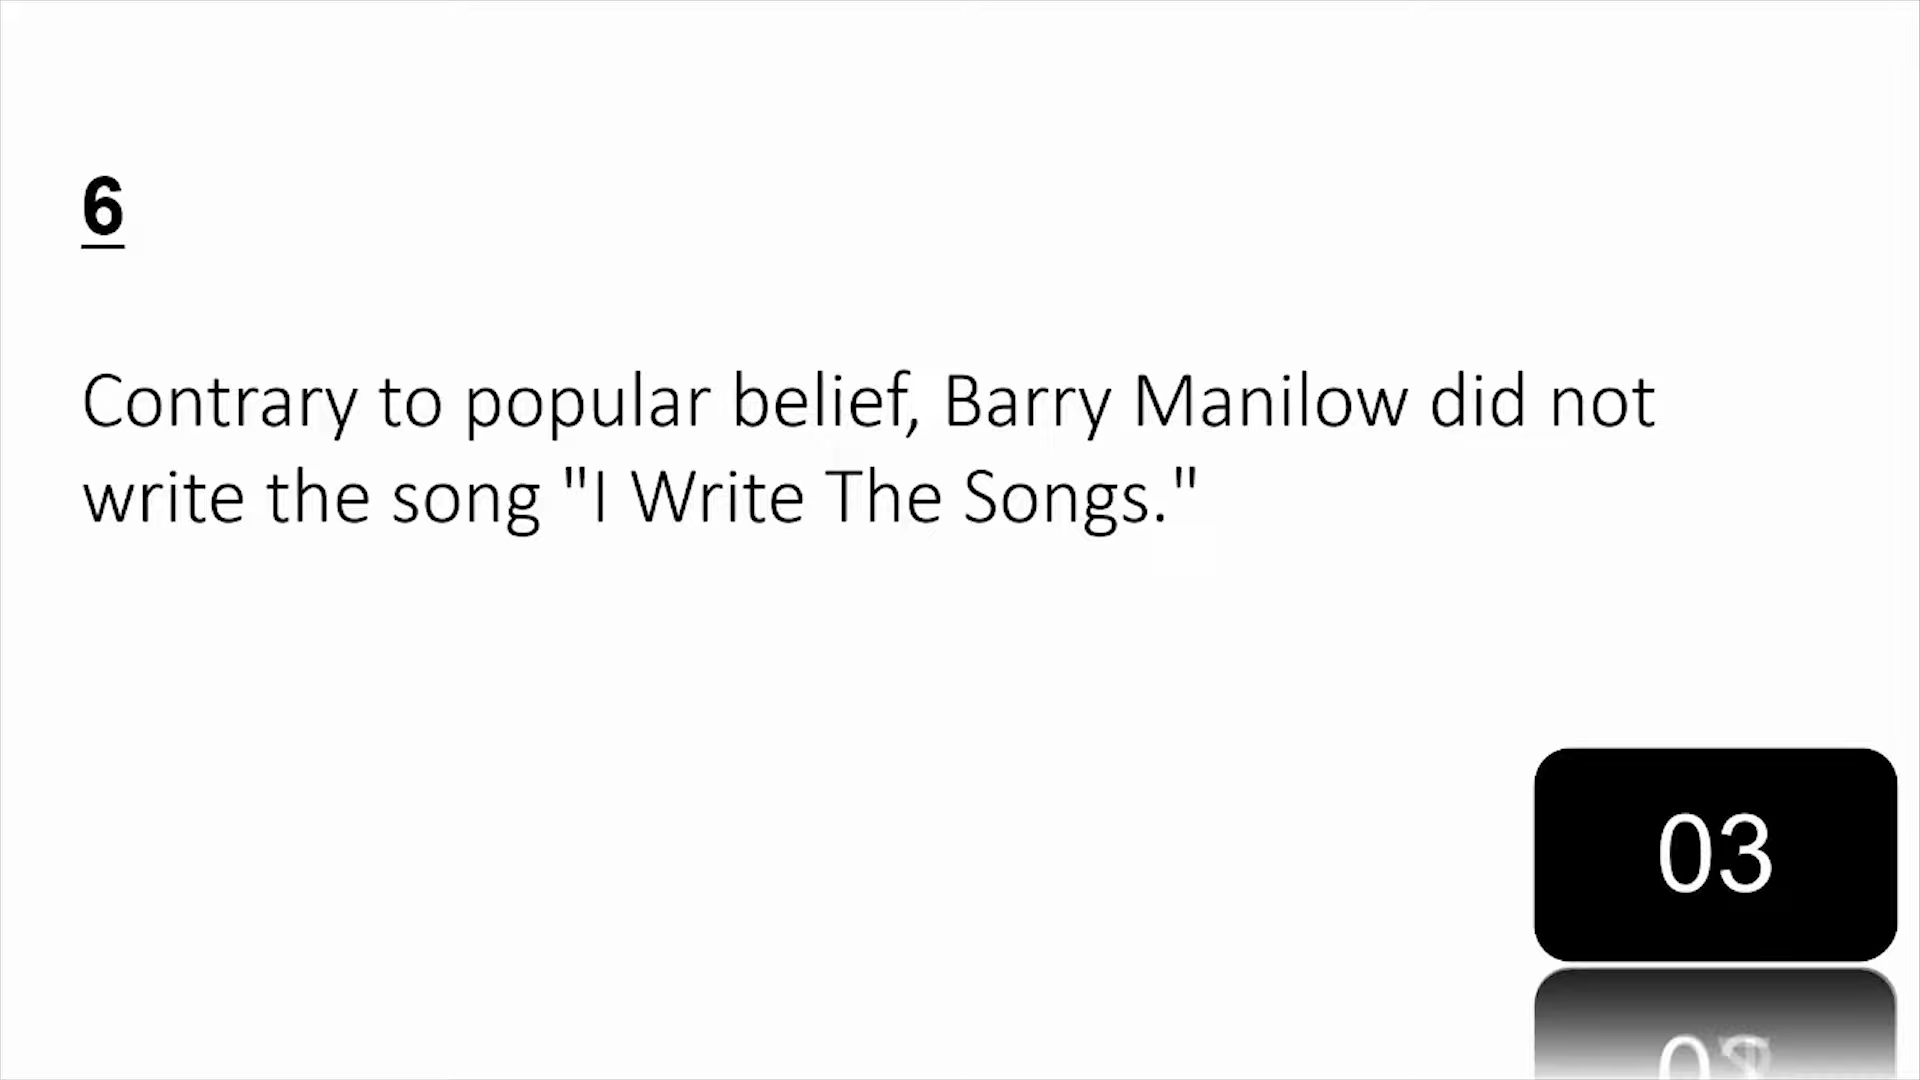 6
Contrary to popular belief, Barry Manilow did not
write the song "I Write The Songs."
03